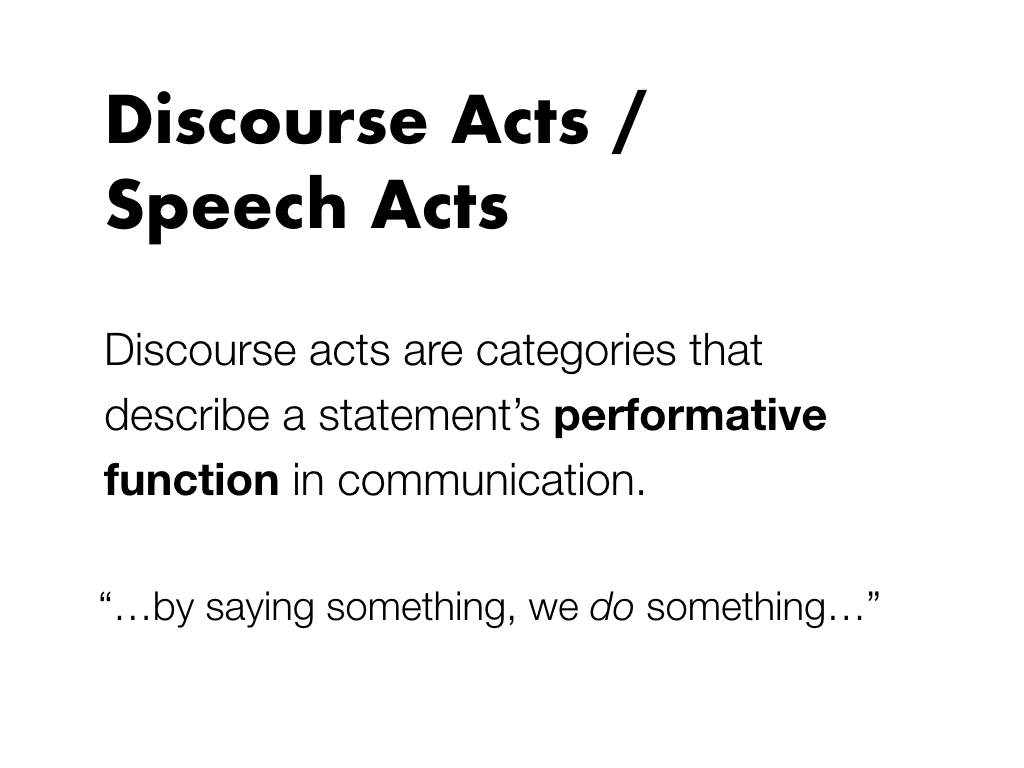 Discourse Acts /
Speech Acts
Discourse acts are categories that
describe a statement’s performative
function in communication.
“…by saying something, we do something…”